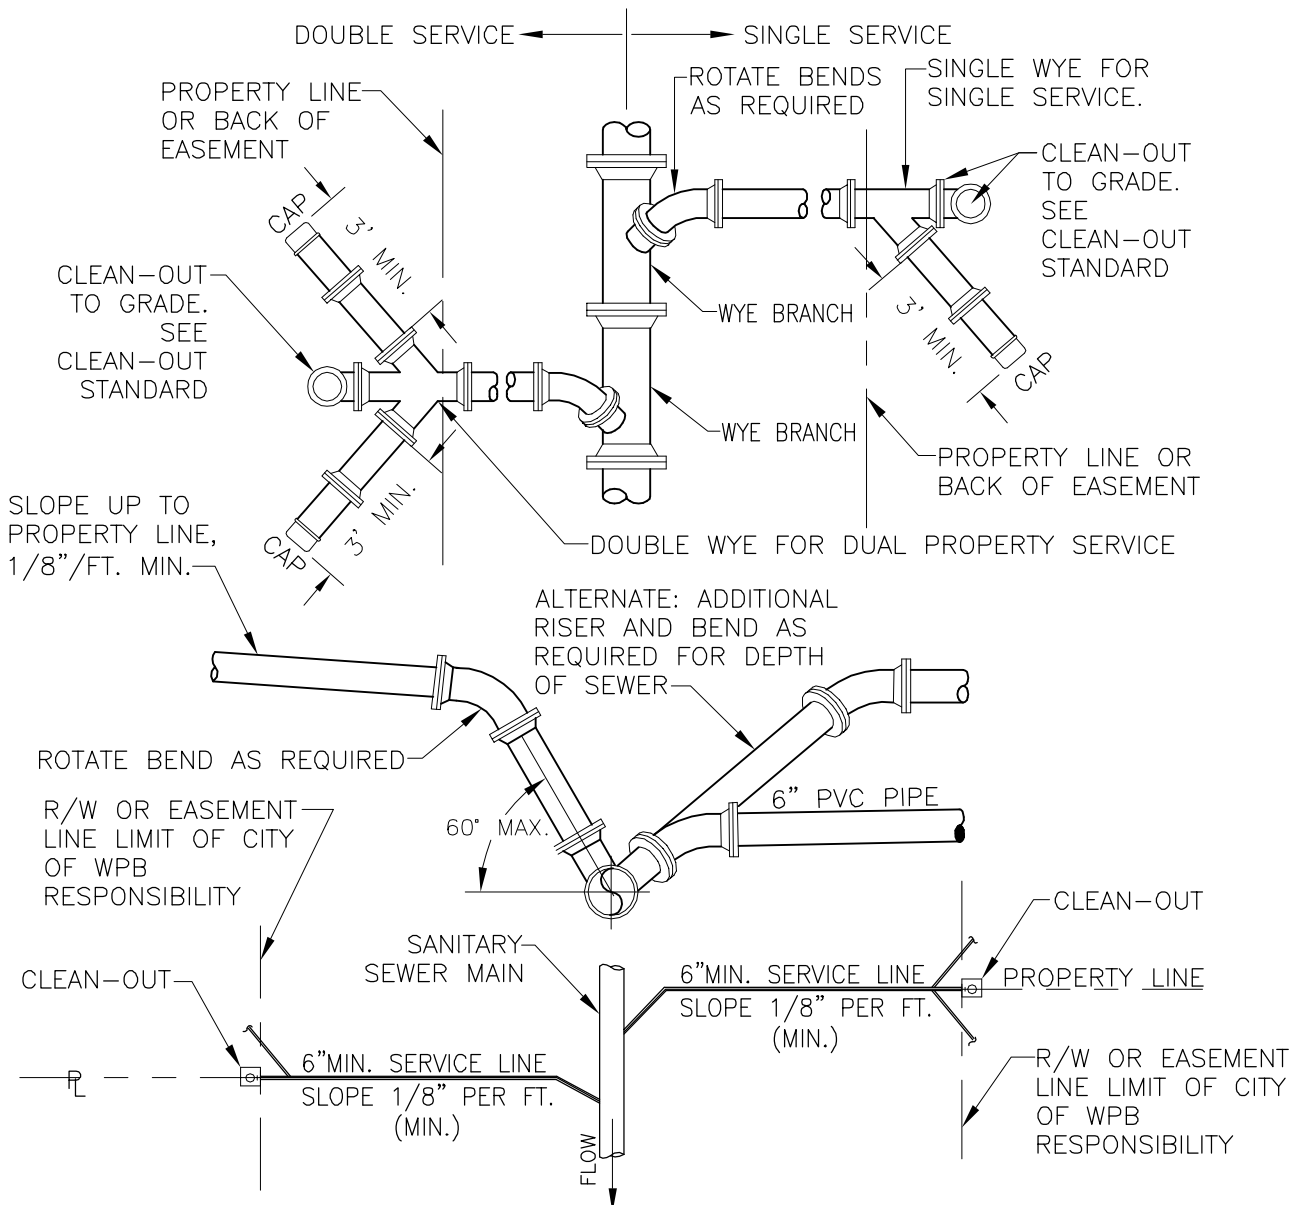 DOUBLE SERVICE
SINGLE SERVICE
PROPERTY LINE
OR BACK OF
EASEMENT
ROTATE BENDS
AS REQUIRED
SINGLE WYE FOR
SINGLE SERVICE.
CLEAN-OUT
TO GRADE.
SEE
CLEAN-OUT
STANDARD
CAP
3' MIN.
CLEAN-OUT
TO GRADE.
SEE
CLEAN-OUT
STANDARD
WYE BRANCH
3' MIN.
CAP
WYE BRANCH
PROPERTY LINE OR
BACK OF EASEMENT
3' MIN.
CAP
SLOPE UP TO
PROPERTY LINE,
1/8"/FT. MIN.
DOUBLE WYE FOR DUAL PROPERTY SERVICE
ALTERNATE: ADDITIONAL
RISER AND BEND AS
REQUIRED FOR DEPTH
OF SEWER
ROTATE BEND AS REQUIRED
6" PVC PIPE
60° MAX.
R/W OR EASEMENT
LINE LIMIT OF CITY
OF WPB
RESPONSIBILITY
CLEAN-OUT
SANITARY
SEWER MAIN
CLEAN-OUT
6"MIN. SERVICE LINE
SLOPE 1/8" PER FT.
(MIN.)
PROPERTY LINE
PL
6"MIN. SERVICE LINE
SLOPE 1/8" PER FT.
(MIN.)
R/W OR EASEMENT
LINE LIMIT OF CITY
OF WPB
RESPONSIBILITY
FLOW